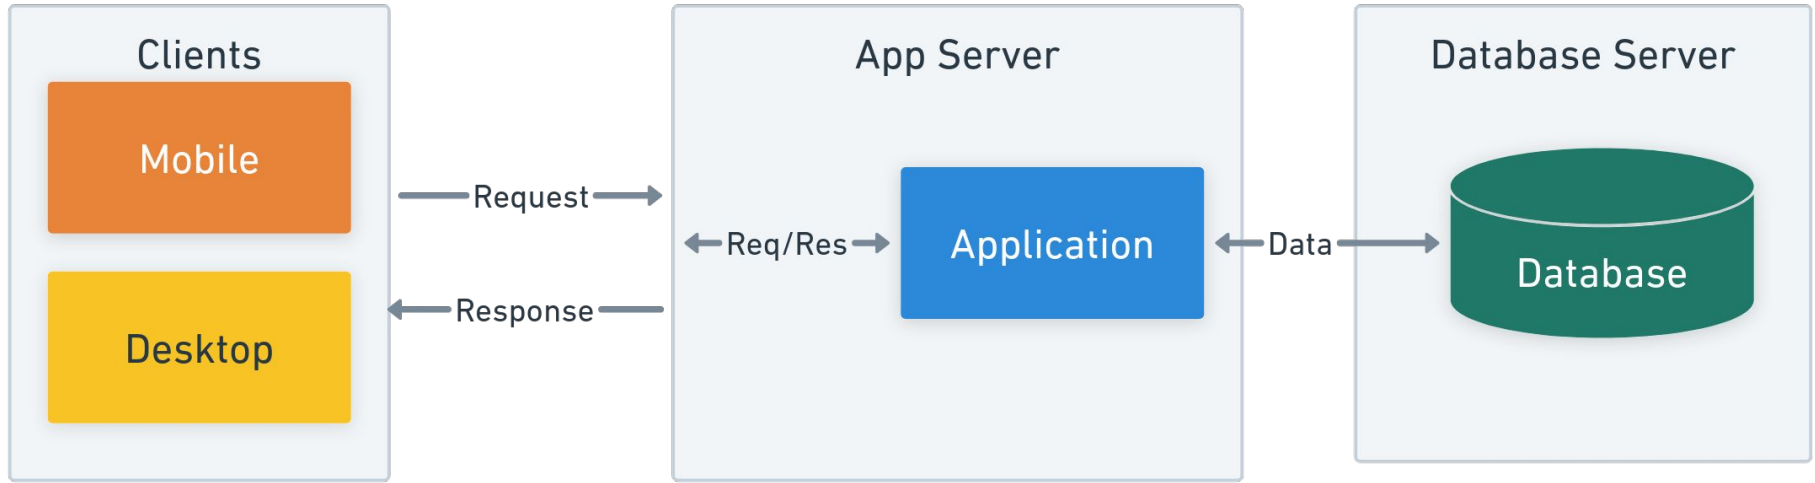 Clients
Mobile
Desktop
Request
Response
App Server
Req/Res
Application
Data
Database Server
Database